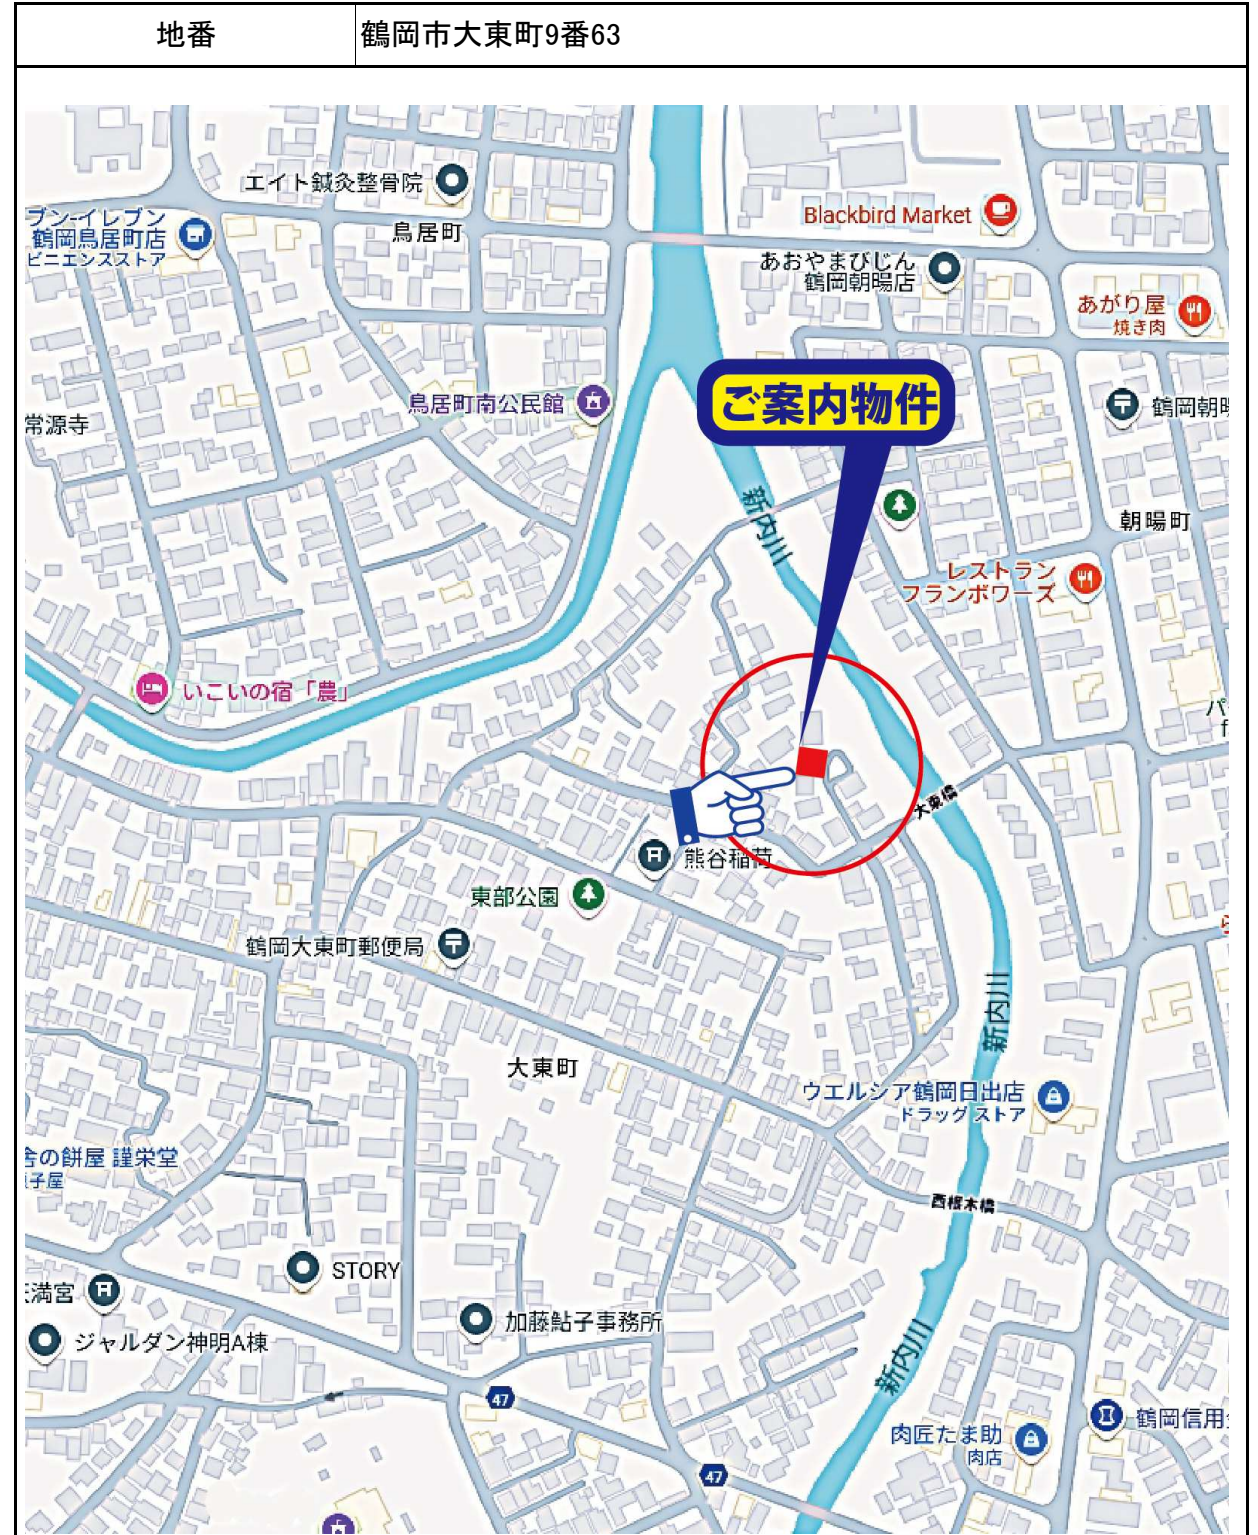 地番
鶴岡市大東町9番63
エイト鍼灸整骨院
ブン-イレブン
鶴岡鳥居町店
ビニエンスストア
鳥居町
Blackbird Market
あおやまびじん
鶴岡朝暘店
あがり屋
焼き肉
ご案内物件
鳥居町南公民館
常源寺
鶴岡朝暘
新内川
朝暘町
レストラン
フランボワーズ
いこいの宿「農」
パ
f
大東橋
熊谷稲荷
東部公園
鶴岡大東町郵便局
ら
新内川
大東町
ウエルシア鶴岡日出店
ドラッグ ストア
舎の餅屋 謹栄堂
菓子屋
西根木橋
STORY
天満宮
加藤鮎子事務所
ジャルダン神明A棟
新内川
47
鶴岡信用金
肉匠たま助
肉店
47